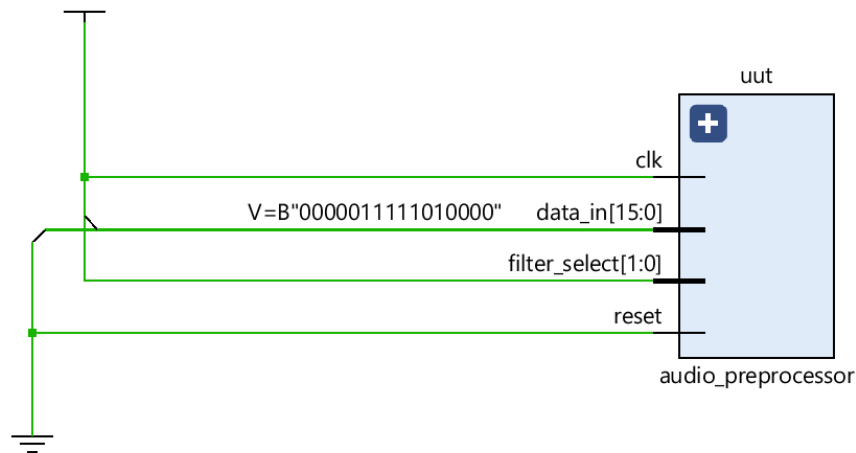 uut
clk
V=B"0000011111010000" data_in[15:0]
filter_select[1:0]
reset
audio_preprocessor